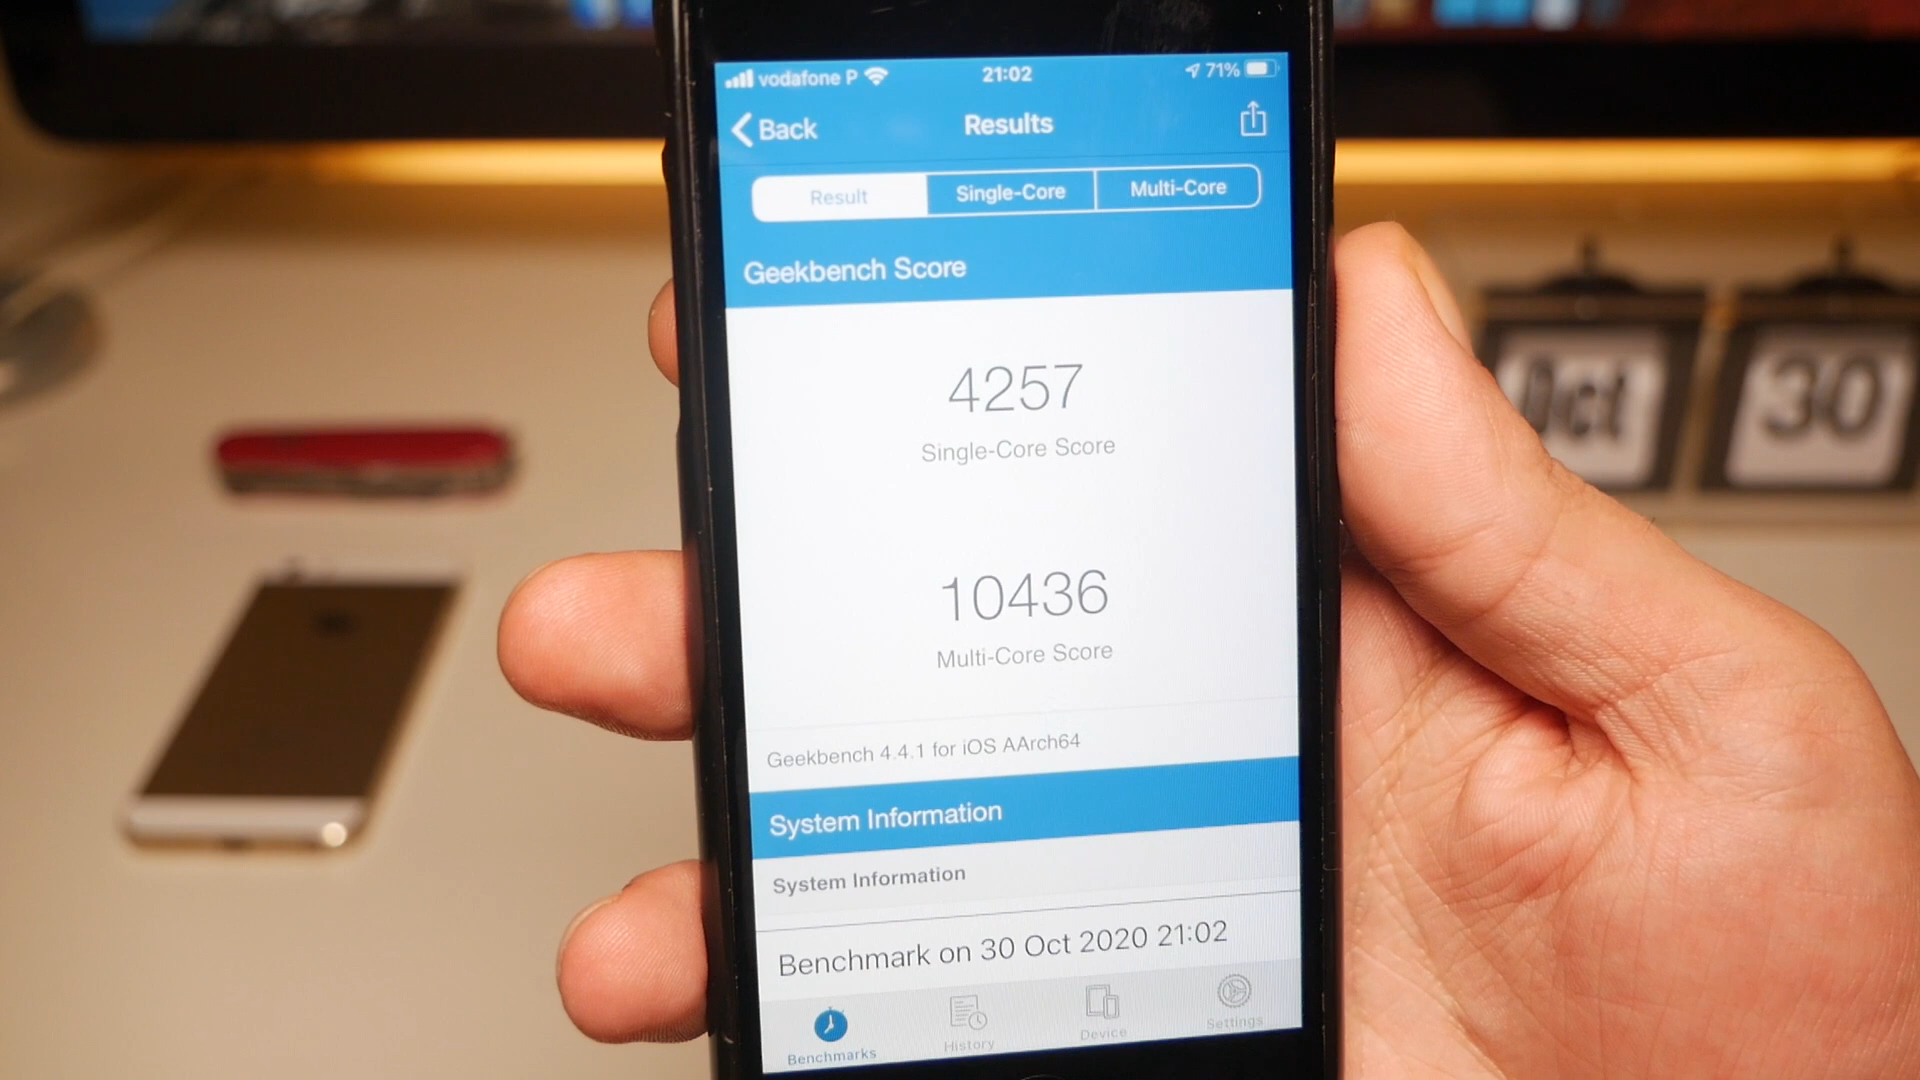 vodafone P 21:02 71%
Back Results
Result Single-Core Multi-Core
Geekbench Score
4257
Single-Core Score
10436
Multi-Core Score
Geekbench 4.4.1 for iOS AArch64
System Information
System Information
Benchmark on 30 Oct 2020 21:02
Benchmarks History Device Settings
Oct 30